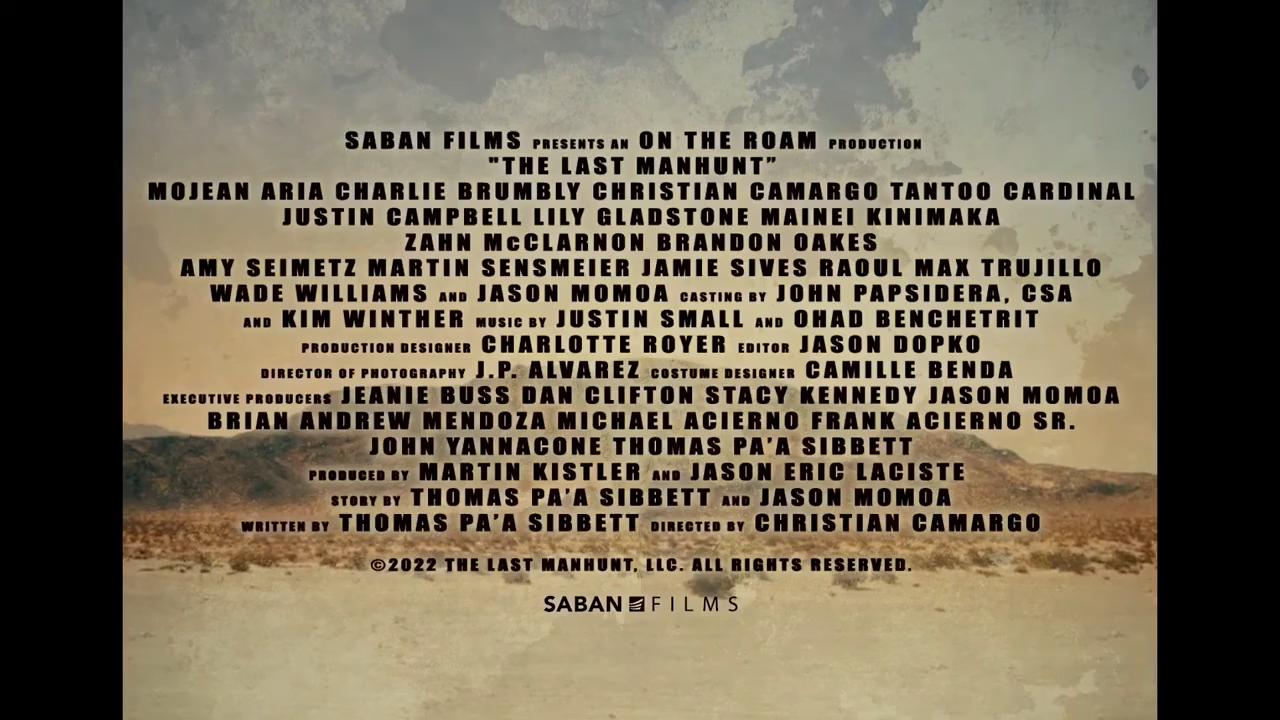 SABAN FILMS PRESENTS AN ON THE ROAM PRODUCTION
"THE LAST MANHUNT”
MOJEAN ARIA CHARLIE BRUMBLY CHRISTIAN CAMARGO TANTOO CARDINAL
JUSTIN CAMPBELL LILY GLADSTONE MAINEI KINIMAKA
ZAHN McCLARNON BRANDON OAKES
AMY SEIMETZ MARTIN SENSMEIER JAMIE SIVES RAOUL MAX TRUJILLO
WADE WILLIAMS AND JASON MOMOA CASTING BY JOHN PAPSIDERA, CSA
AND KIM WINTHER MUSIC BY JUSTIN SMALL AND OHAD BENCHETRIT
PRODUCTION DESIGNER CHARLOTTE ROYER EDITOR JASON DOPKO
DIRECTOR OF PHOTOGRAPHY J.P. ALVAREZ COSTUME DESIGNER CAMILLE BENDA
EXECUTIVE PRODUCERS JEANIE BUSS DAN CLIFTON STACY KENNEDY JASON MOMOA
BRIAN ANDREW MENDOZA MICHAEL ACIERNO FRANK ACIERNO SR.
JOHN YANNACONE THOMAS PA’A SIBBETT
PRODUCED BY MARTIN KISTLER AND JASON ERIC LACISTE
STORY BY THOMAS PA’A SIBBETT AND JASON MOMOA
WRITTEN BY THOMAS PA’A SIBBETT DIRECTED BY CHRISTIAN CAMARGO
©2022 THE LAST MANHUNT, LLC. ALL RIGHTS RESERVED.
SABAN FILMS